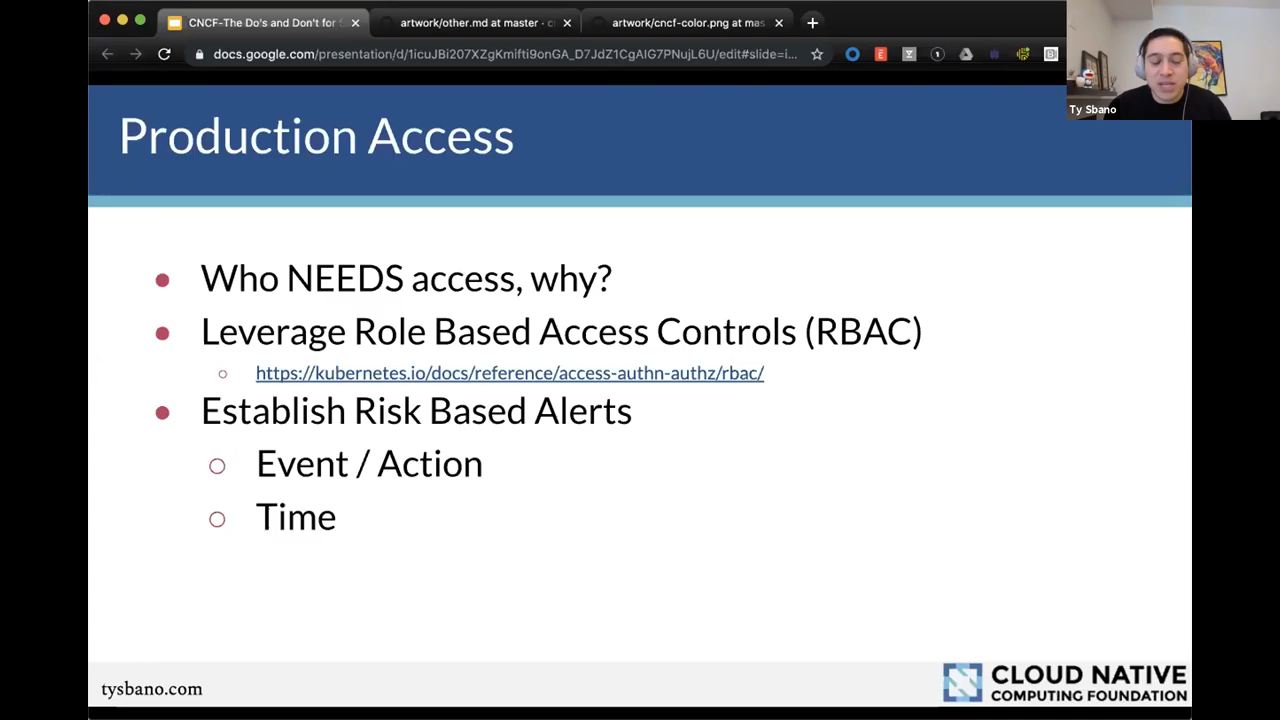 CNCF-The Do's and Don't for S
artwork/other.md at master · c
artwork/cncf-color.png at mas
docs.google.com/presentation/d/1icuJBi207XZgKmifti9onGA_D7JdZ1CgAIG7PNujL6U/edit#slide=i...
Ty Sbano
Production Access
Who NEEDS access, why?
Leverage Role Based Access Controls (RBAC)
https://kubernetes.io/docs/reference/access-authn-authz/rbac/
Establish Risk Based Alerts
Event / Action
Time
tysbano.com
CLOUD NATIVE
COMPUTING FOUNDATION